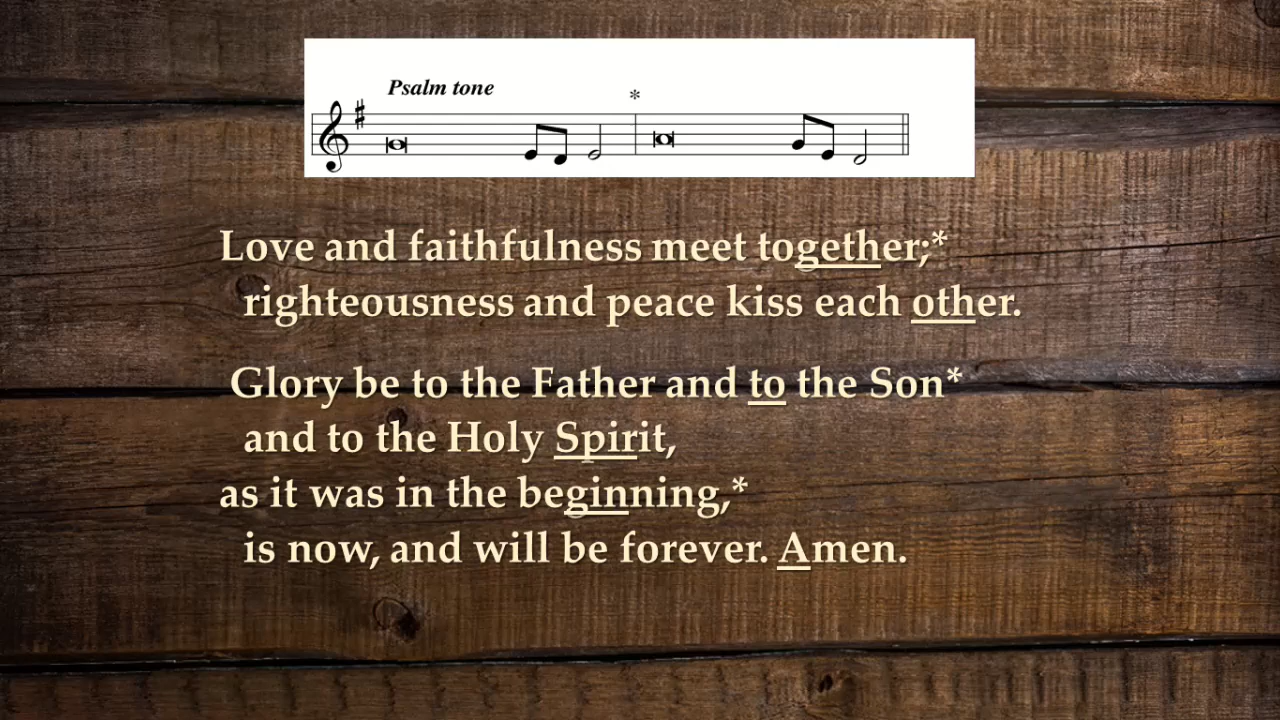 Psalm tone
*
Love and faithfulness meet together;*
righteousness and peace kiss each other.
Glory be to the Father and to the Son*
and to the Holy Spirit,
as it was in the beginning,*
is now, and will be forever. Amen.